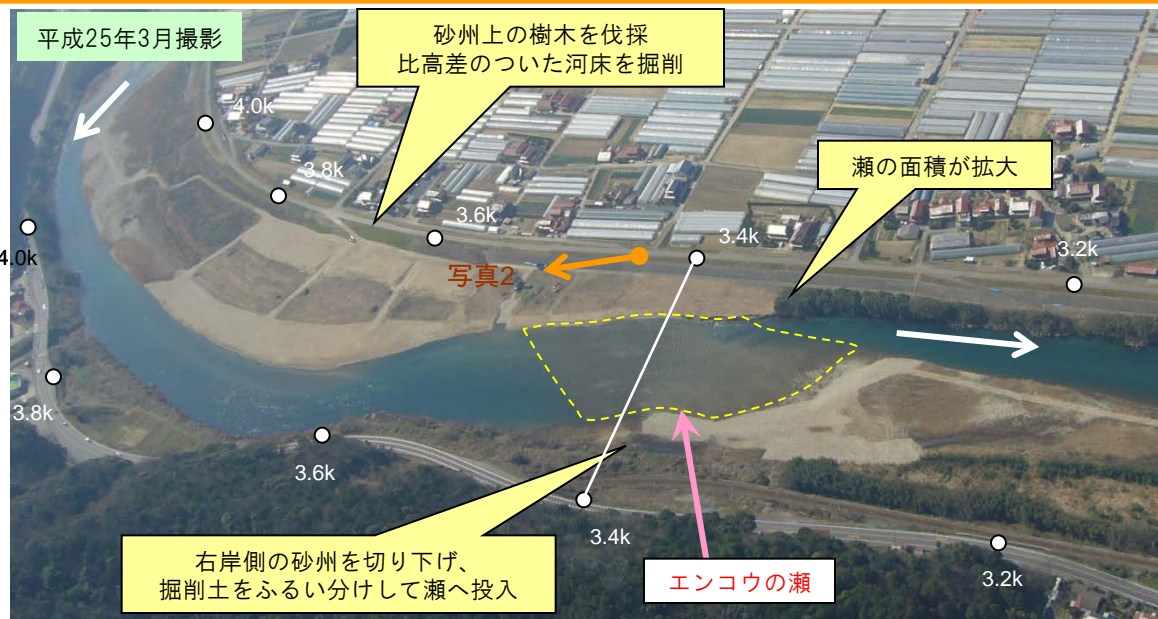 平成25年3月撮影
砂州上の樹木を伐採
比高差のついた河床を掘削
瀬の面積が拡大
4.0k
3.8k
3.6k
3.4k
3.2k
写真2
4.0k
3.8k
3.6k
3.4k
3.2k
右岸側の砂州を切り下げ、
掘削土をふるい分けして瀬へ投入
エンコウの瀬